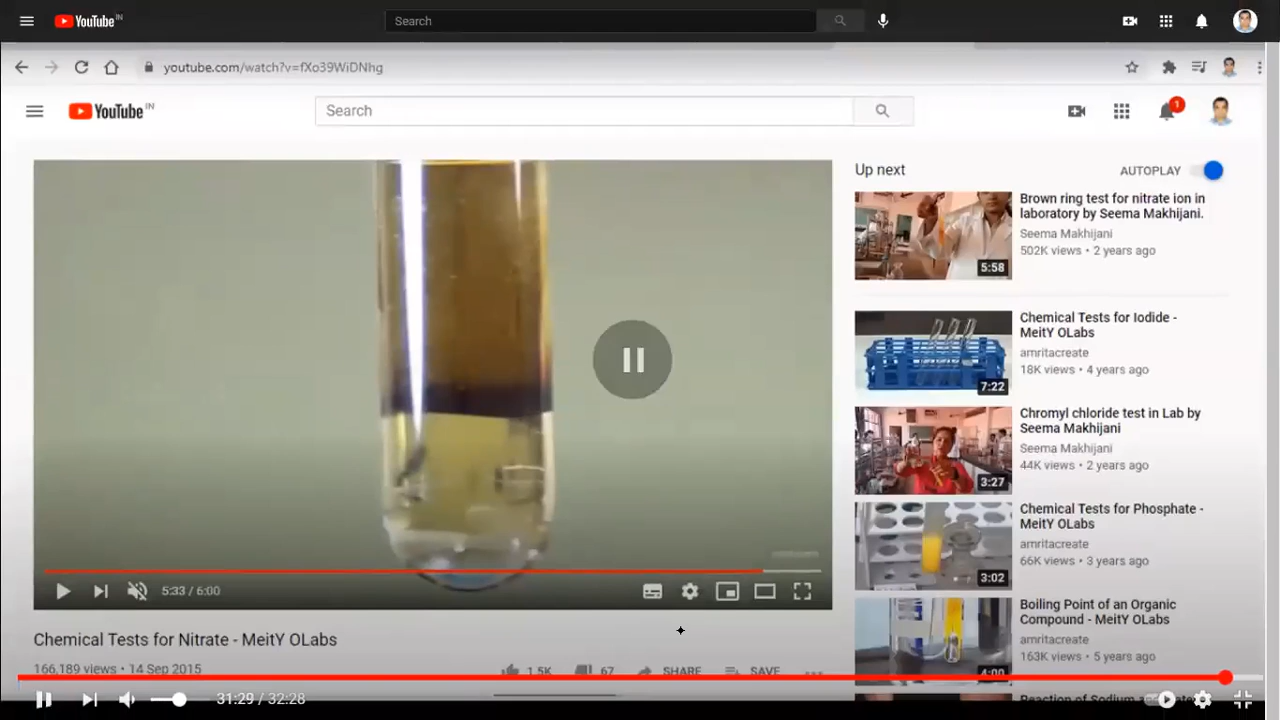 YouTube IN
Search
youtube.com/watch?v=fXo39WiDNhg
YouTube IN
Search
1
Up next
AUTOPLAY
Brown ring test for nitrate ion in
laboratory by Seema Makhijani.
Seema Makhijani
502K views • 2 years ago
5:58
Chemical Tests for Iodide -
MeitY OLabs
amritacreate
18K views • 4 years ago
7:22
Chromyl chloride test in Lab by
Seema Makhijani
Seema Makhijani
44K views • 2 years ago
3:27
Chemical Tests for Phosphate -
MeitY OLabs
amritacreate
66K views • 3 years ago
3:02
Boiling Point of an Organic
Compound - MeitY OLabs
amritacreate
163K views • 5 years ago
4:00
5:33 / 6:00
Chemical Tests for Nitrate - MeitY OLabs
166,189 views • 14 Sep 2015
1.5K
67
SHARE
SAVE
Reaction of Sodium
31:29 / 32:28